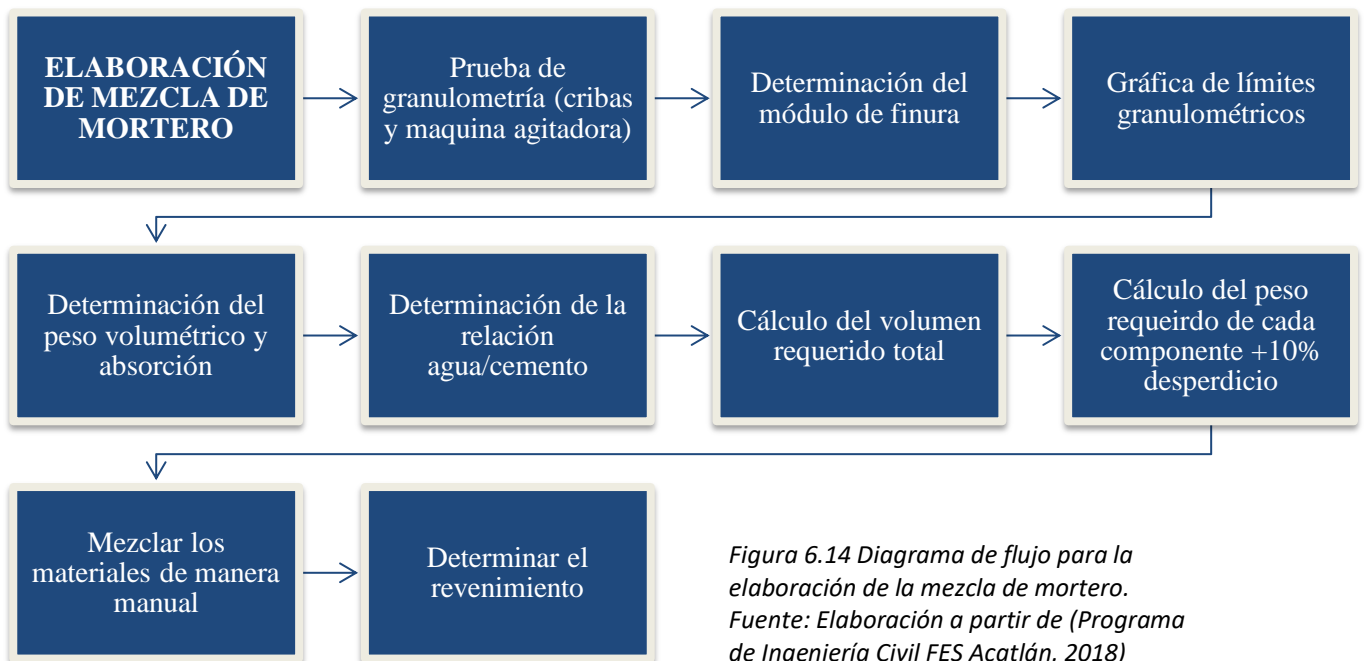 ELABORACIÓN
DE MEZCLA DE
MORTERO
Prueba de
granulometría (cribas
y maquina agitadora)
Determinación del
módulo de finura
Gráfica de límites
granulométricos
Determinación del
peso volumétrico y
absorción
Determinación de la
relación
agua/cemento
Cálculo del volumen
requerido total
Cálculo del peso
requeirdo de cada
componente +10%
desperdicio
Mezclar los
materiales de manera
manual
Determinar el
revenimiento
Figura 6.14 Diagrama de flujo para la
elaboración de la mezcla de mortero.
Fuente: Elaboración a partir de (Programa
de Ingeniería Civil FES Acatlán, 2018)